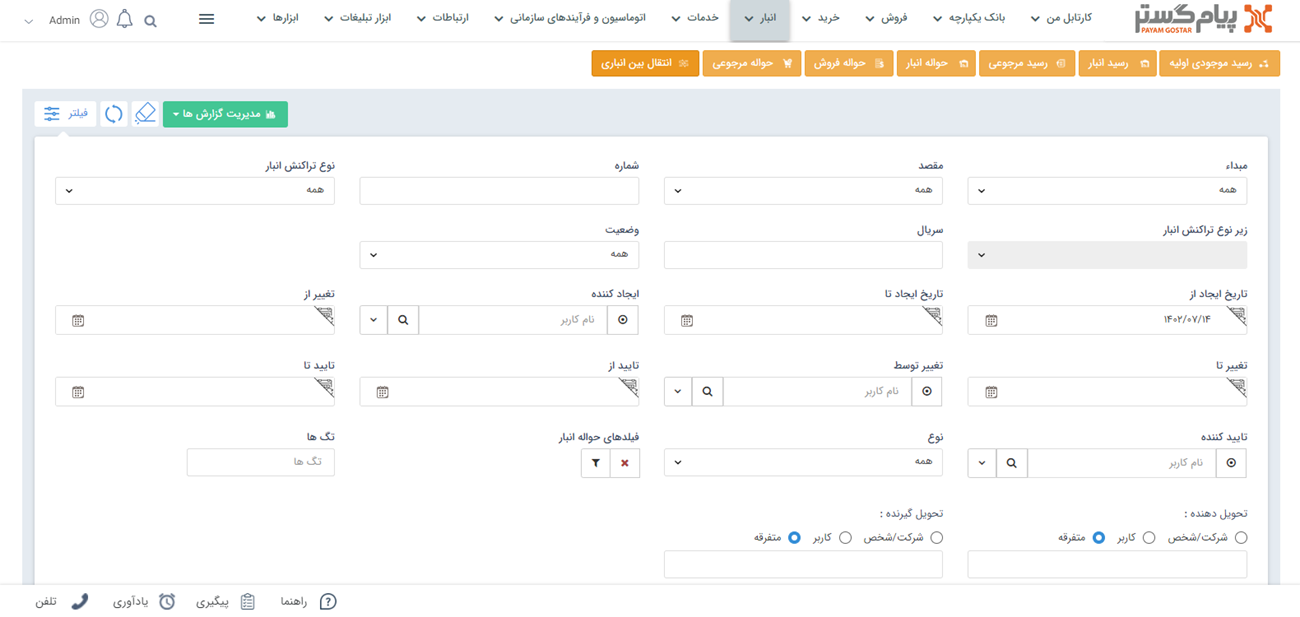 پیام گستر
PAYAM GOSTAR
کارتابل من
بانک یکپارچه
فروش
خرید
انبار
خدمات
اتوماسیون و فرآیندهای سازمانی
ارتباطات
ابزار تبلیغات
ابزارها
Admin
رسید موجودی اولیه
رسید انبار
رسید مرجوعی
حواله انبار
حواله فروش
حواله مرجوعی
انتقال بین انباری
مدیریت گزارش ها
فیلتر
مبداء
مقصد
شماره
نوع تراکنش انبار
همه
همه
همه
زیر نوع تراکنش انبار
سریال
وضعیت
همه
تاریخ ایجاد از
تاریخ ایجاد تا
ایجاد کننده
تغییر از
۱۴۰۲/۰۷/۱۴
نام کاربر
تغییر تا
تغییر توسط
تایید از
تایید تا
نام کاربر
تایید کننده
نوع
فیلدهای حواله انبار
تگ ها
نام کاربر
همه
تگ ها
تحویل دهنده :
تحویل گیرنده :
شرکت/شخص
کاربر
متفرقه
شرکت/شخص
کاربر
متفرقه
راهنما
پیگیری
یادآوری
تلفن